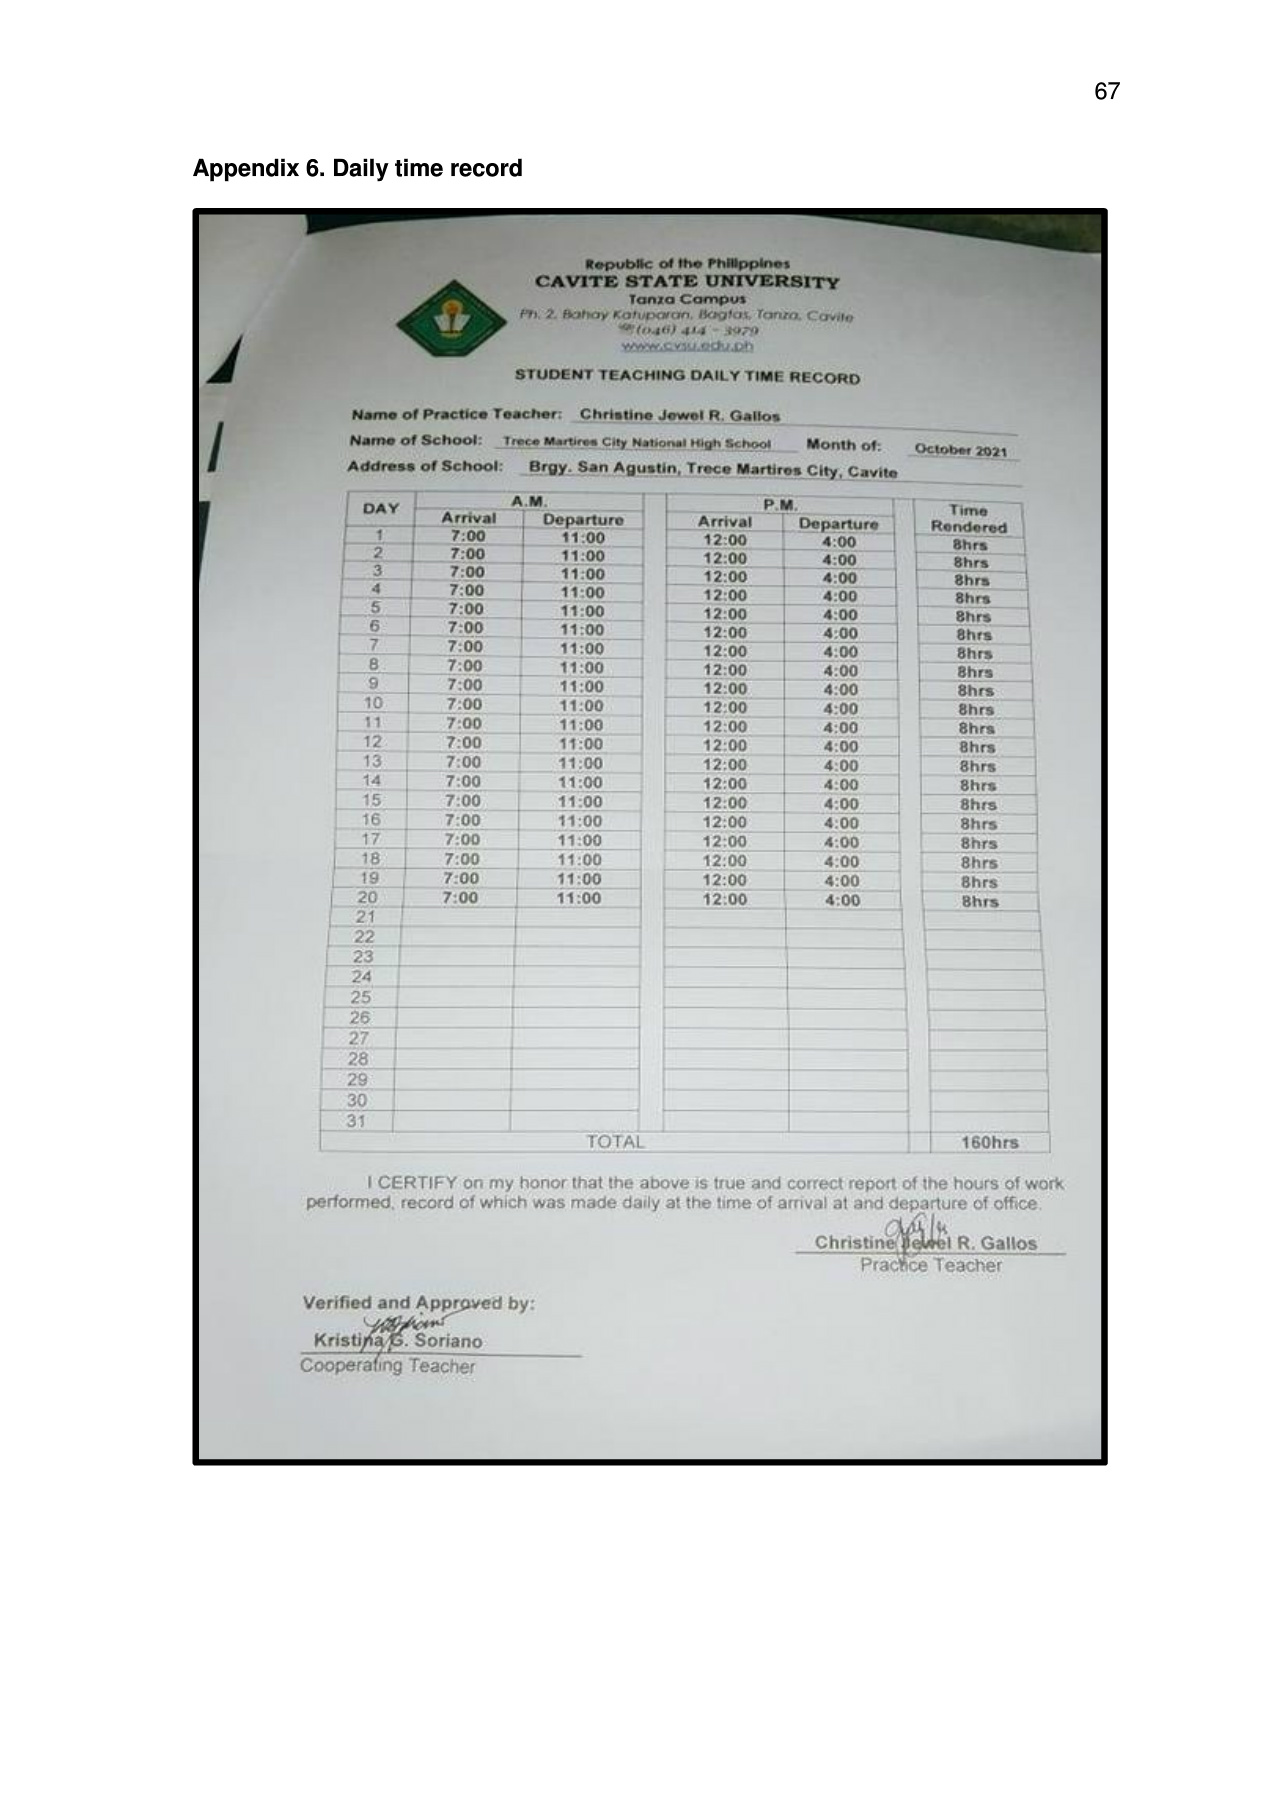 67
Appendix 6. Daily time record
Republic of the Philippines
CAVITE STATE UNIVERSITY
Tanza Campus
Ph. 2, Bahay Katuparan, Bagtas, Tanza, Cavite
☏(046) 414 - 3979
www.cvsu.edu.ph
STUDENT TEACHING DAILY TIME RECORD
Name of Practice Teacher: Christine Jewel R. Gallos
Name of School: Trece Martires City National High School Month of: October 2021
Address of School: Brgy. San Agustin, Trece Martires City, Cavite
DAY A.M. P.M. Time Rendered
Arrival Departure Arrival Departure
1 7:00 11:00 12:00 4:00 8hrs
2 7:00 11:00 12:00 4:00 8hrs
3 7:00 11:00 12:00 4:00 8hrs
4 7:00 11:00 12:00 4:00 8hrs
5 7:00 11:00 12:00 4:00 8hrs
6 7:00 11:00 12:00 4:00 8hrs
7 7:00 11:00 12:00 4:00 8hrs
8 7:00 11:00 12:00 4:00 8hrs
9 7:00 11:00 12:00 4:00 8hrs
10 7:00 11:00 12:00 4:00 8hrs
11 7:00 11:00 12:00 4:00 8hrs
12 7:00 11:00 12:00 4:00 8hrs
13 7:00 11:00 12:00 4:00 8hrs
14 7:00 11:00 12:00 4:00 8hrs
15 7:00 11:00 12:00 4:00 8hrs
16 7:00 11:00 12:00 4:00 8hrs
17 7:00 11:00 12:00 4:00 8hrs
18 7:00 11:00 12:00 4:00 8hrs
19 7:00 11:00 12:00 4:00 8hrs
20 7:00 11:00 12:00 4:00 8hrs
21
22
23
24
25
26
27
28
29
30
31
TOTAL 160hrs
I CERTIFY on my honor that the above is true and correct report of the hours of work
performed, record of which was made daily at the time of arrival at and departure of office.
Christine Jewel R. Gallos
Practice Teacher
Verified and Approved by:
Kristina G. Soriano
Cooperating Teacher